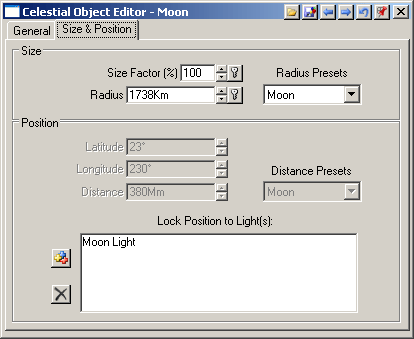 Celestial Object Editor - Moon
General Size & Position
Size
Size Factor (%) 100
Radius Presets
Radius 1738Km
Moon
Position
Latitude 23°
Longitude 230°
Distance Presets
Distance 380Mm
Moon
Lock Position to Light(s):
Moon Light